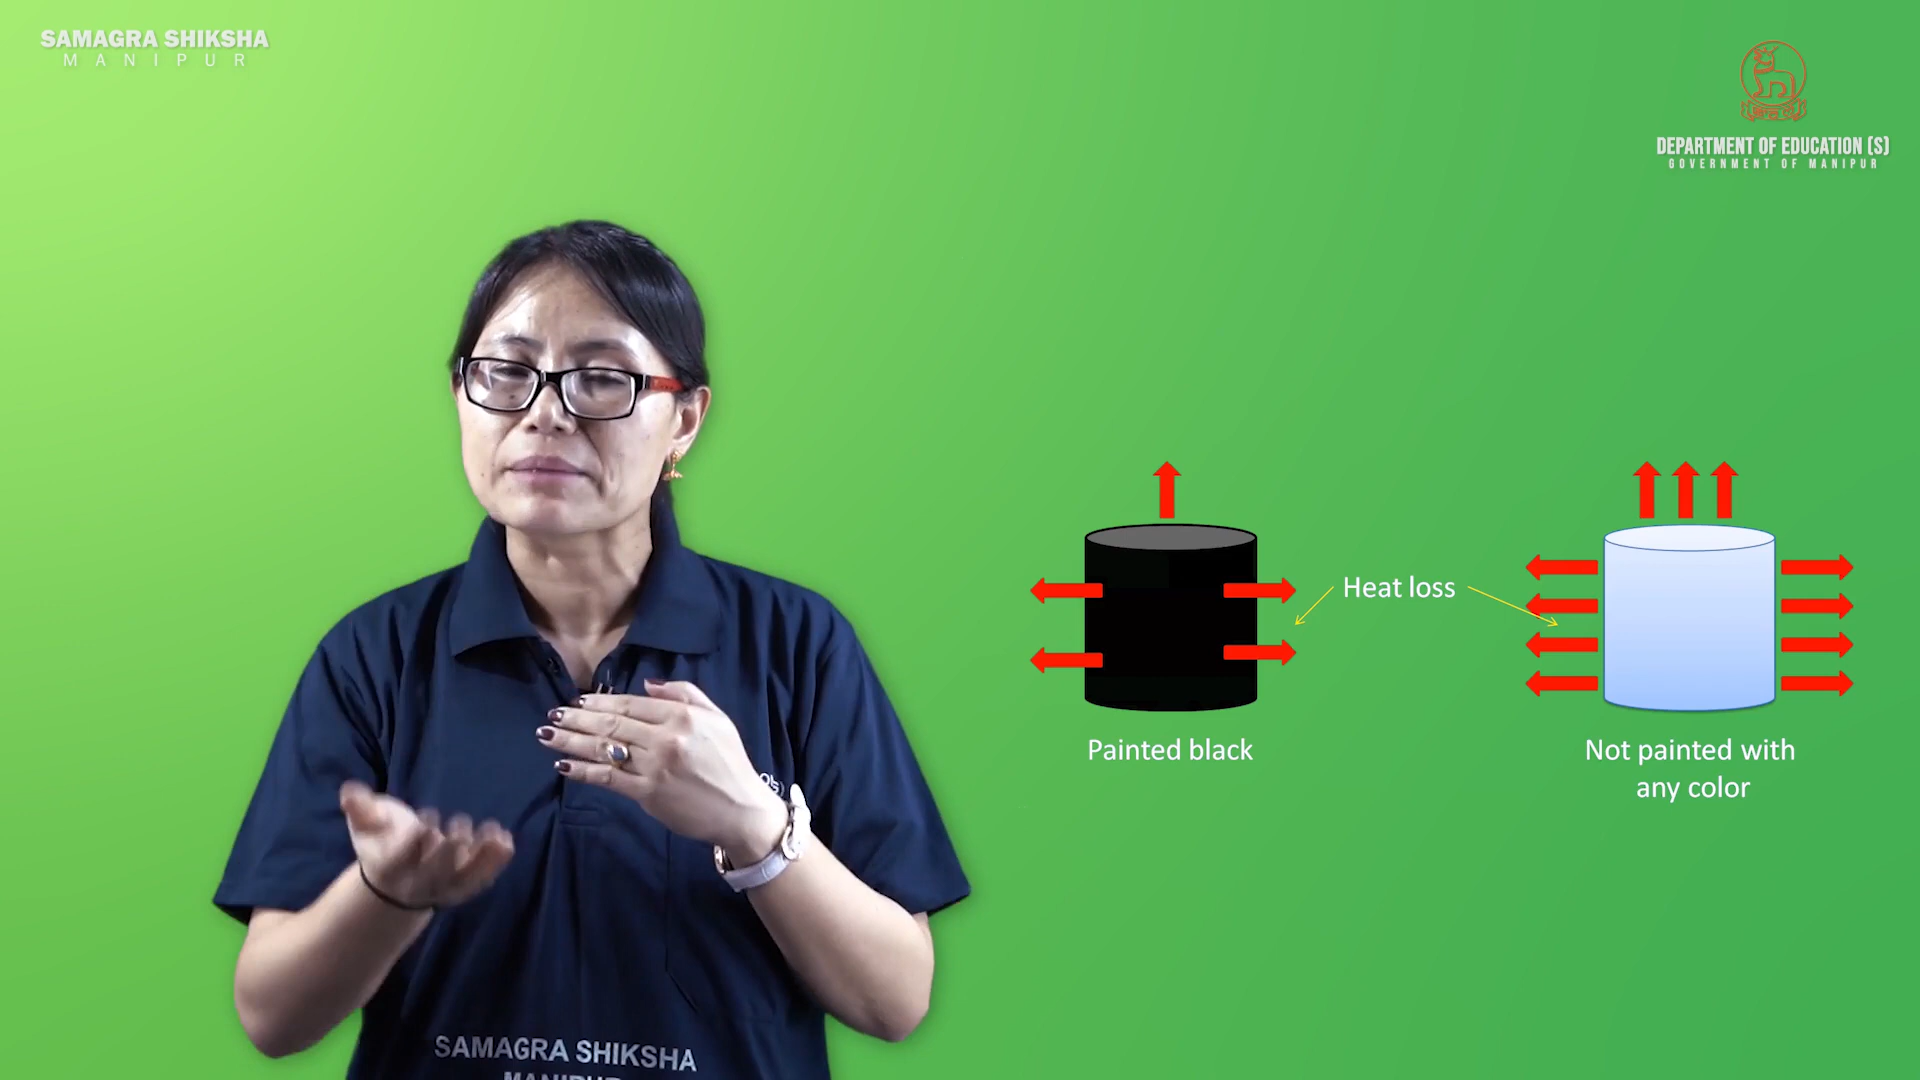 SAMAGRA SHIKSHA
MANIPUR
DEPARTMENT OF EDUCATION (S)
GOVERNMENT OF MANIPUR
Heat loss
Painted black
Not painted with
any color
SAMAGRA SHIKSHA